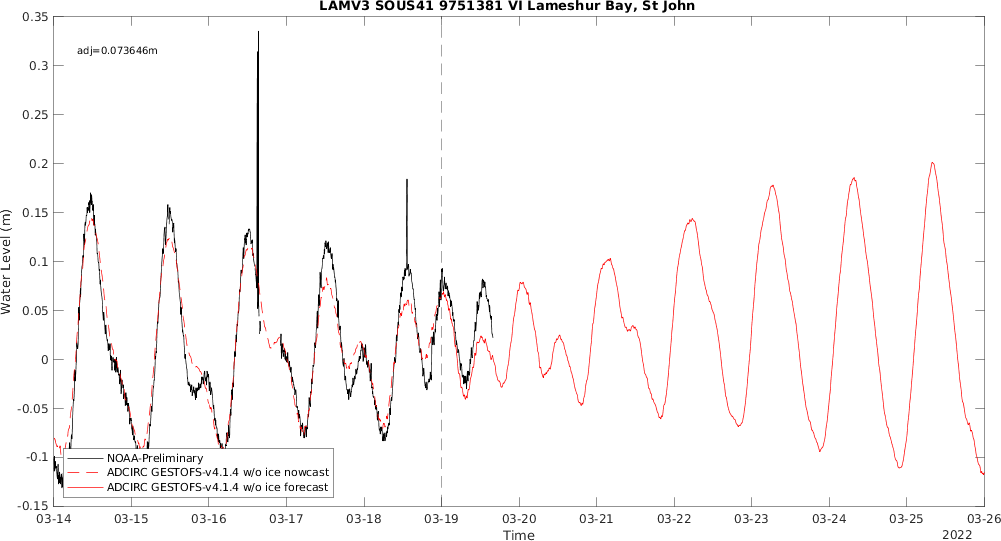 LAMV3 SOUS41 9751381 VI Lameshur Bay, St John
adj=0.073646m
Water Level (m)
0.35
0.3
0.25
0.2
0.15
0.1
0.05
0
-0.05
-0.1
-0.15
NOAA-Preliminary
ADCIRC GESTOFS-v4.1.4 w/o ice nowcast
ADCIRC GESTOFS-v4.1.4 w/o ice forecast
03-14 03-15 03-16 03-17 03-18 03-19 03-20 03-21 03-22 03-23 03-24 03-25 03-26
Time
2022